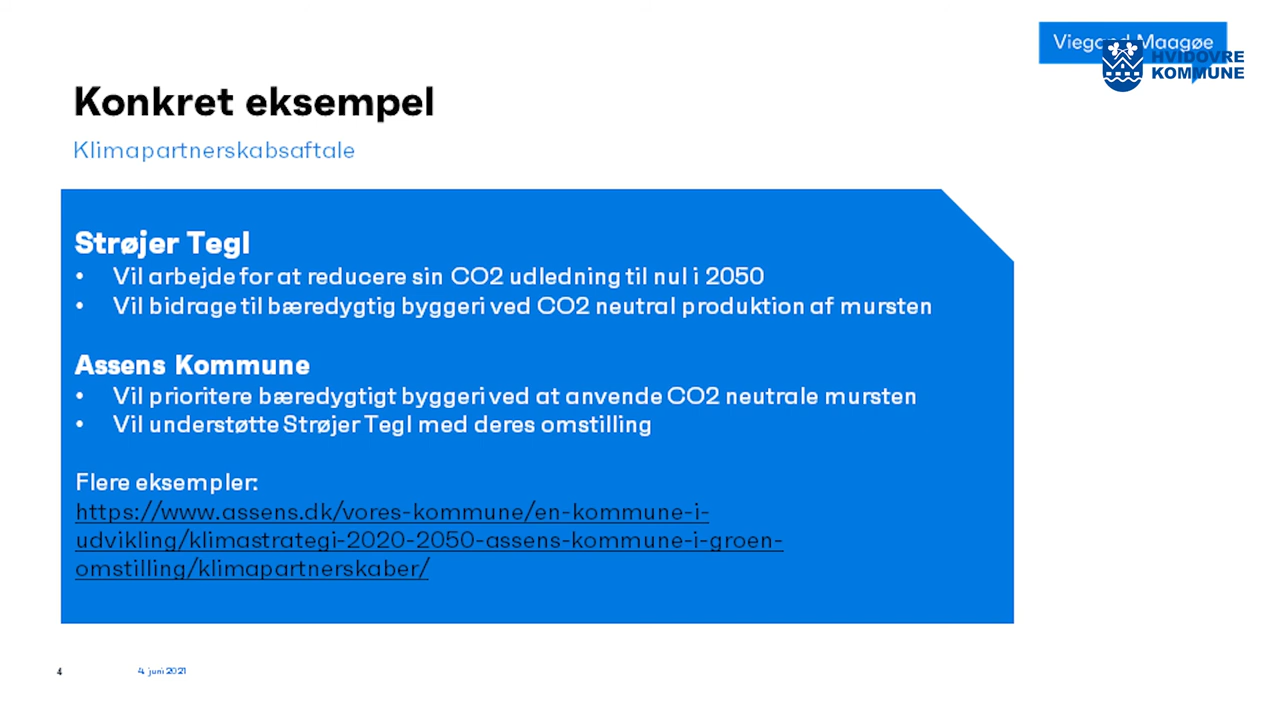 Viegand Maagøe
HVIDOVRE
KOMMUNE
Konkret eksempel
Klimapartnerskabsaftale
Strøjer Tegl
• Vil arbejde for at reducere sin CO2 udledning til nul i 2050
• Vil bidrage til bæredygtig byggeri ved CO2 neutral produktion af mursten
Assens Kommune
• Vil prioritere bæredygtigt byggeri ved at anvende CO2 neutrale mursten
• Vil understøtte Strøjer Tegl med deres omstilling
Flere eksempler:
https://www.assens.dk/vores-kommune/en-kommune-i-
udvikling/klimastrategi-2020-2050-assens-kommune-i-groen-
omstilling/klimapartnerskaber/
4 4. juni 2021